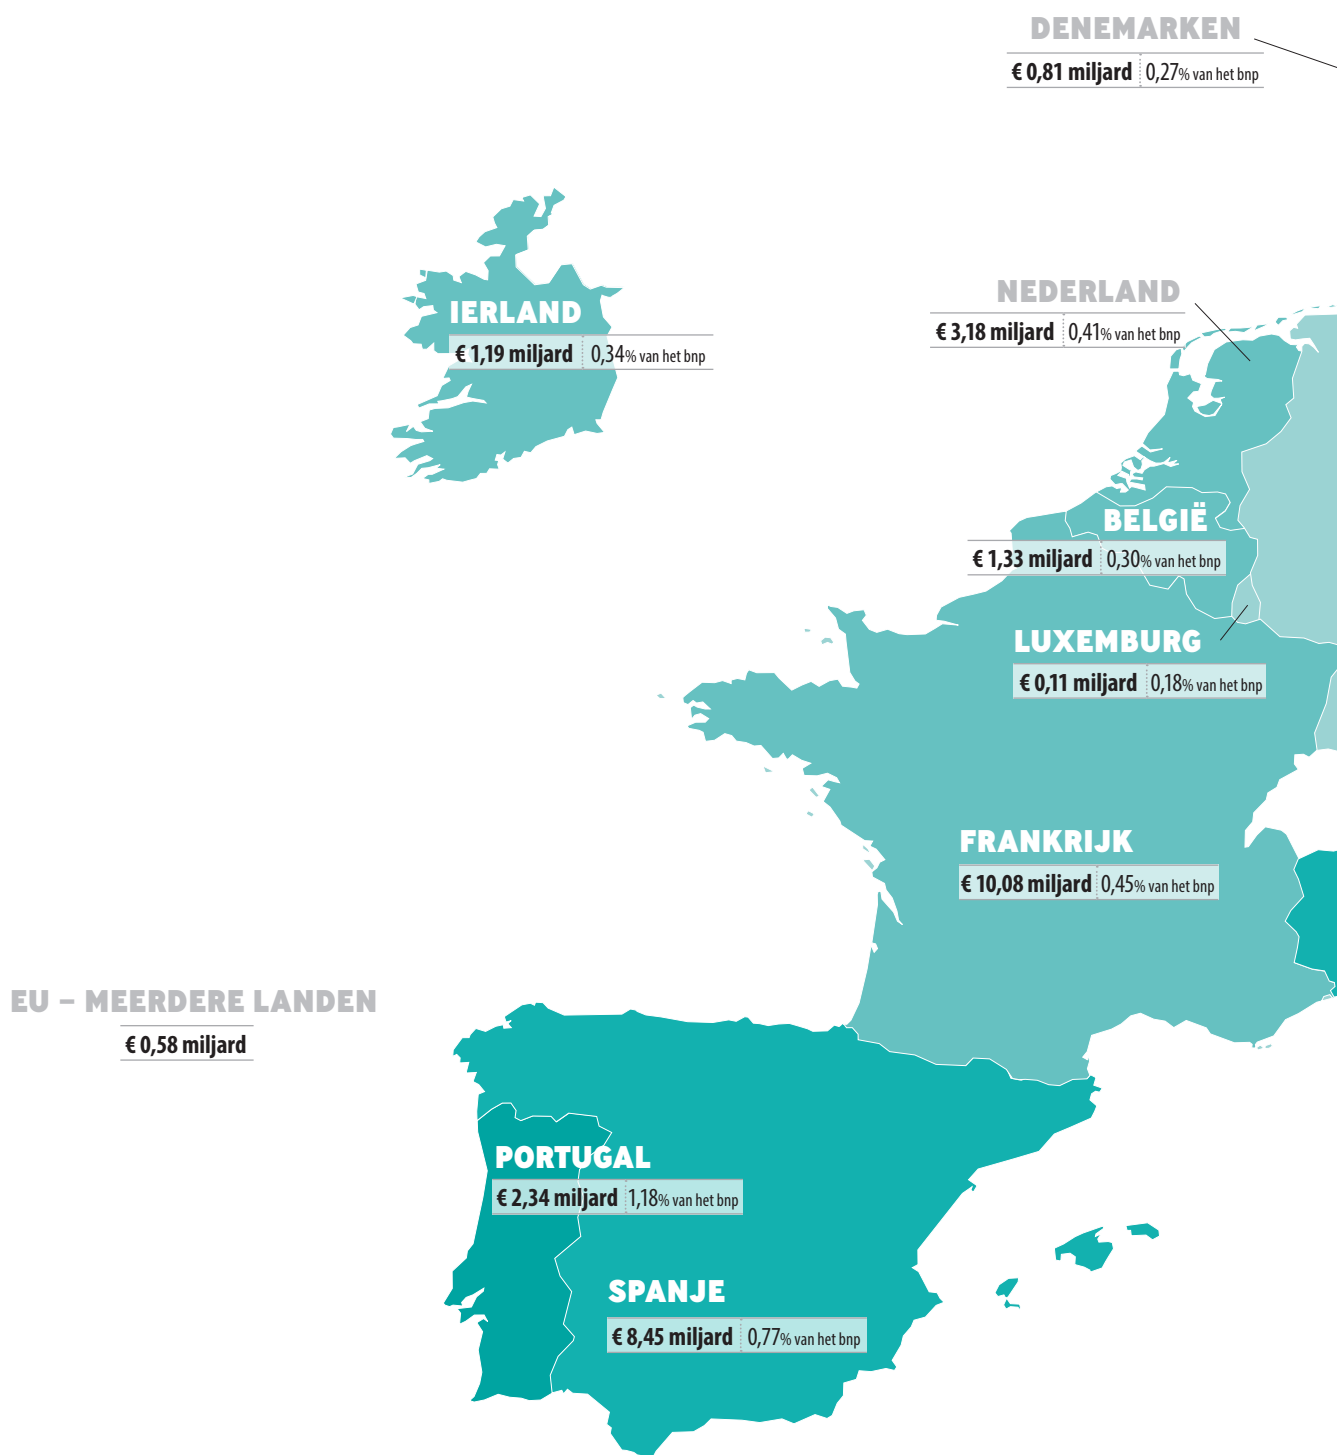 DENEMARKEN
€ 0,81 miljard 0,27% van het bnp
NEDERLAND
€ 3,18 miljard 0,41% van het bnp
IERLAND
€ 1,19 miljard 0,34% van het bnp
BELGIË
€ 1,33 miljard 0,30% van het bnp
LUXEMBURG
€ 0,11 miljard 0,18% van het bnp
FRANKRIJK
€ 10,08 miljard 0,45% van het bnp
EU – MEERDERE LANDEN
€ 0,58 miljard
PORTUGAL
€ 2,34 miljard 1,18% van het bnp
SPANJE
€ 8,45 miljard 0,77% van het bnp